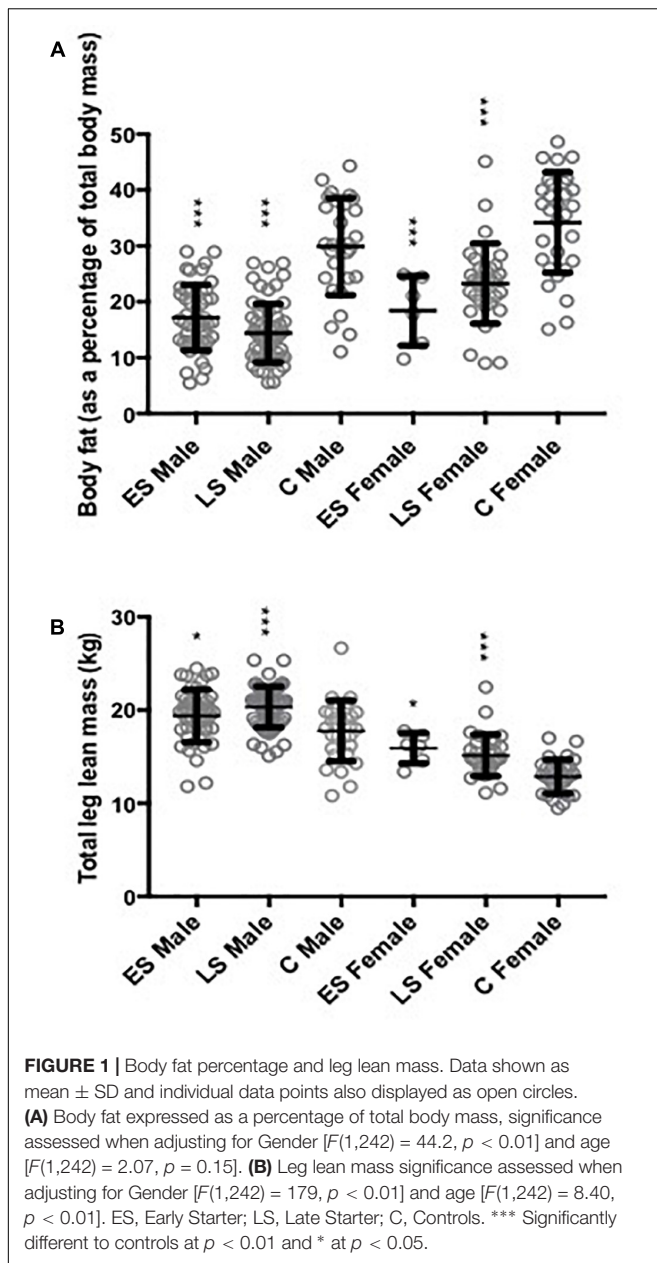 A
***
***
***
***
Body fat (as a percentage of total body mass)
50
40
30
20
10
0
ES Male
LS Male
C Male
ES Female
LS Female
C Female
B
*
***
*
***
Total leg lean mass (kg)
30
20
10
0
ES Male
LS Male
C Male
ES Female
LS Female
C Female
FIGURE 1 | Body fat percentage and leg lean mass. Data shown as
mean ± SD and individual data points also displayed as open circles.
(A) Body fat expressed as a percentage of total body mass, significance
assessed when adjusting for Gender [F(1,242) = 44.2, p < 0.01] and age
[F(1,242) = 2.07, p = 0.15]. (B) Leg lean mass significance assessed when
adjusting for Gender [F(1,242) = 179, p < 0.01] and age [F(1,242) = 8.40,
p < 0.01]. ES, Early Starter; LS, Late Starter; C, Controls. *** Significantly
different to controls at p < 0.01 and * at p < 0.05.